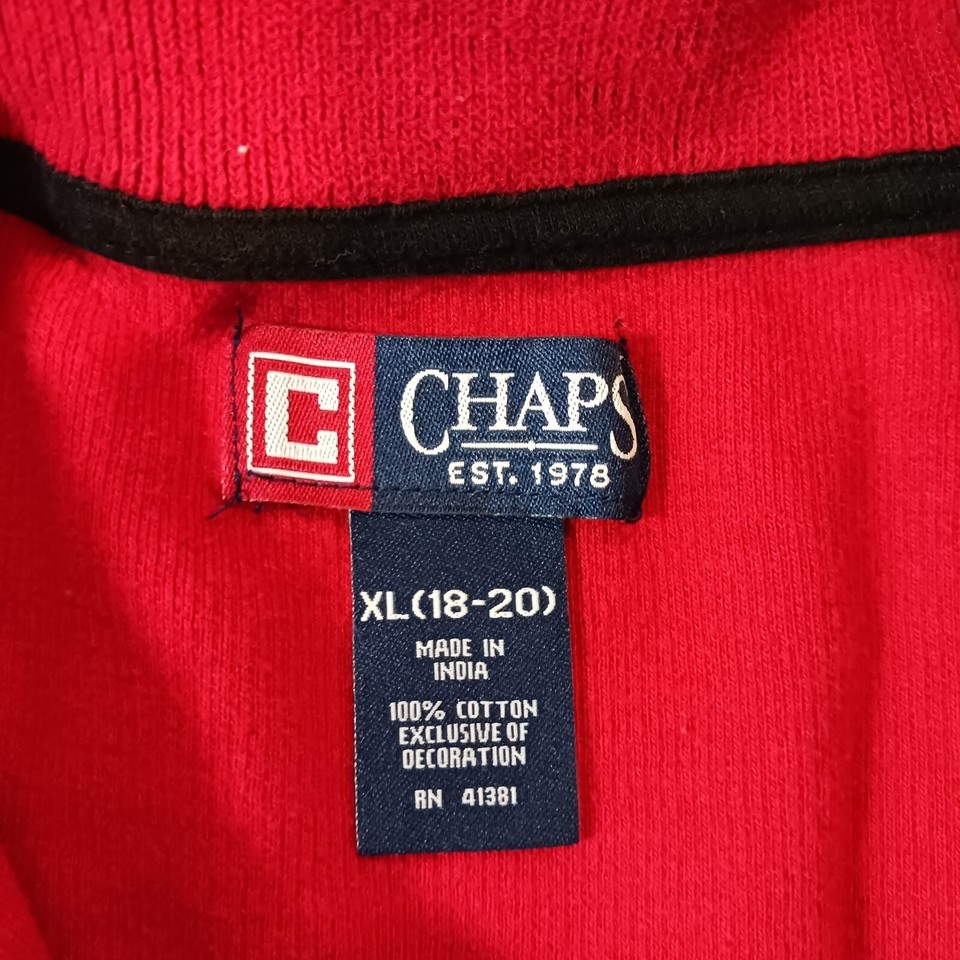 C CHAPS
EST. 1978
XL(18-20)
MADE IN
INDIA
100% COTTON
EXCLUSIVE OF
DECORATION
RN 41381